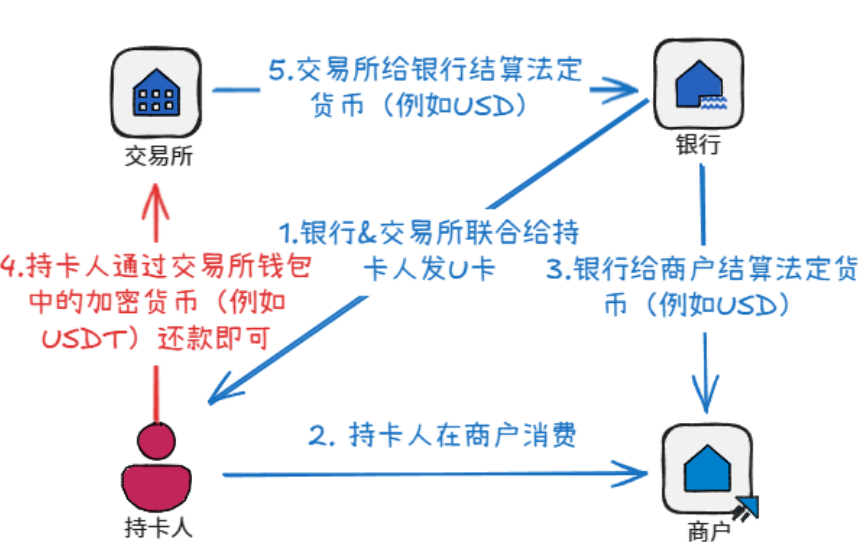 5.交易所给银行结算法定
货币（例如USD）
交易所
银行
1.银行&交易所联合给持
卡人发U卡
4.持卡人通过交易所钱包
中的加密货币（例如
USDT）还款即可
3.银行给商户结算法定货
币（例如USD）
2. 持卡人在商户消费
持卡人
商户